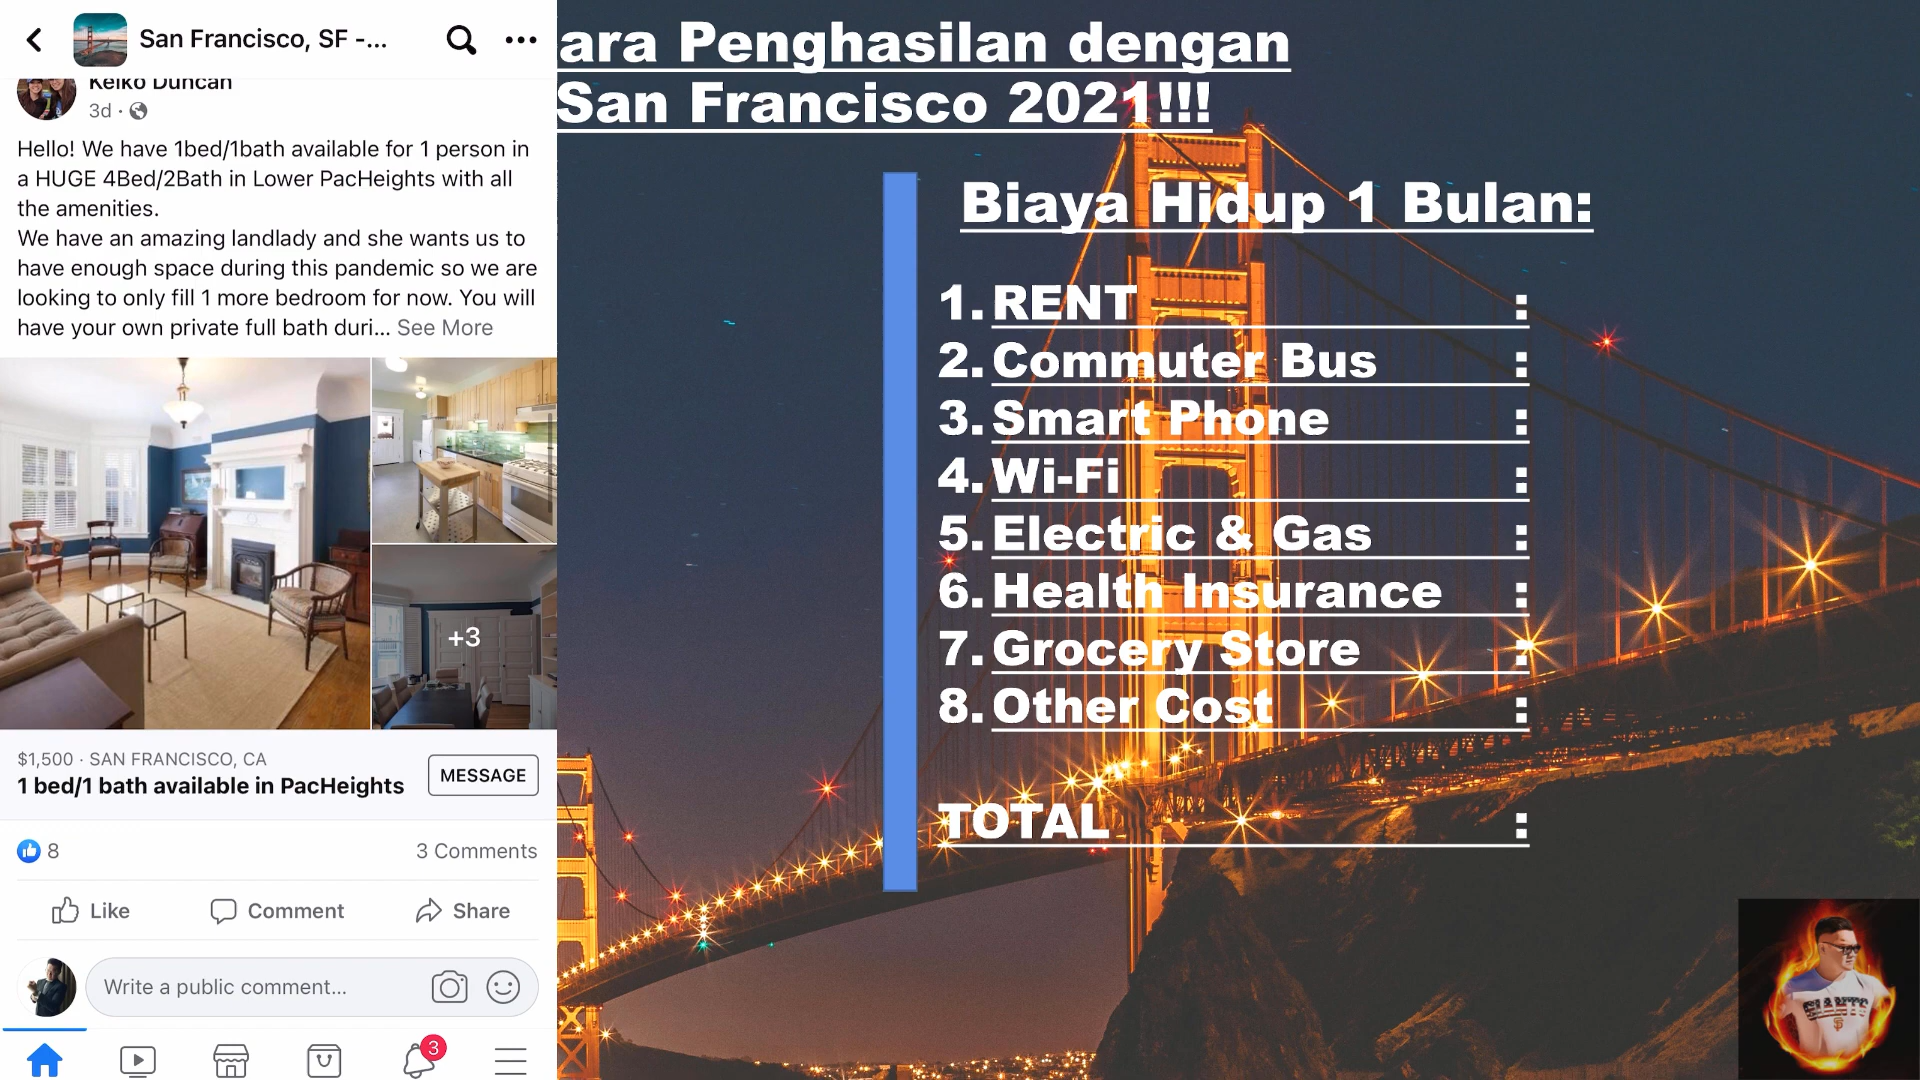 San Francisco, SF -...
Keiko Duncan
3d ·
Hello! We have 1bed/1bath available for 1 person in
a HUGE 4Bed/2Bath in Lower PacHeights with all
the amenities.
We have an amazing landlady and she wants us to
have enough space during this pandemic so we are
looking to only fill 1 more bedroom for now. You will
have your own private full bath duri... See More
+3
$1,500 · SAN FRANCISCO, CA
1 bed/1 bath available in PacHeights
MESSAGE
8
3 Comments
Like
Comment
Share
Write a public comment...
3
ara Penghasilan dengan
San Francisco 2021!!!
Biaya Hidup 1 Bulan:
1. RENT :
2. Commuter Bus :
3. Smart Phone :
4. Wi-Fi :
5. Electric & Gas :
6. Health Insurance :
7. Grocery Store :
8. Other Cost :
TOTAL :
GIANTS